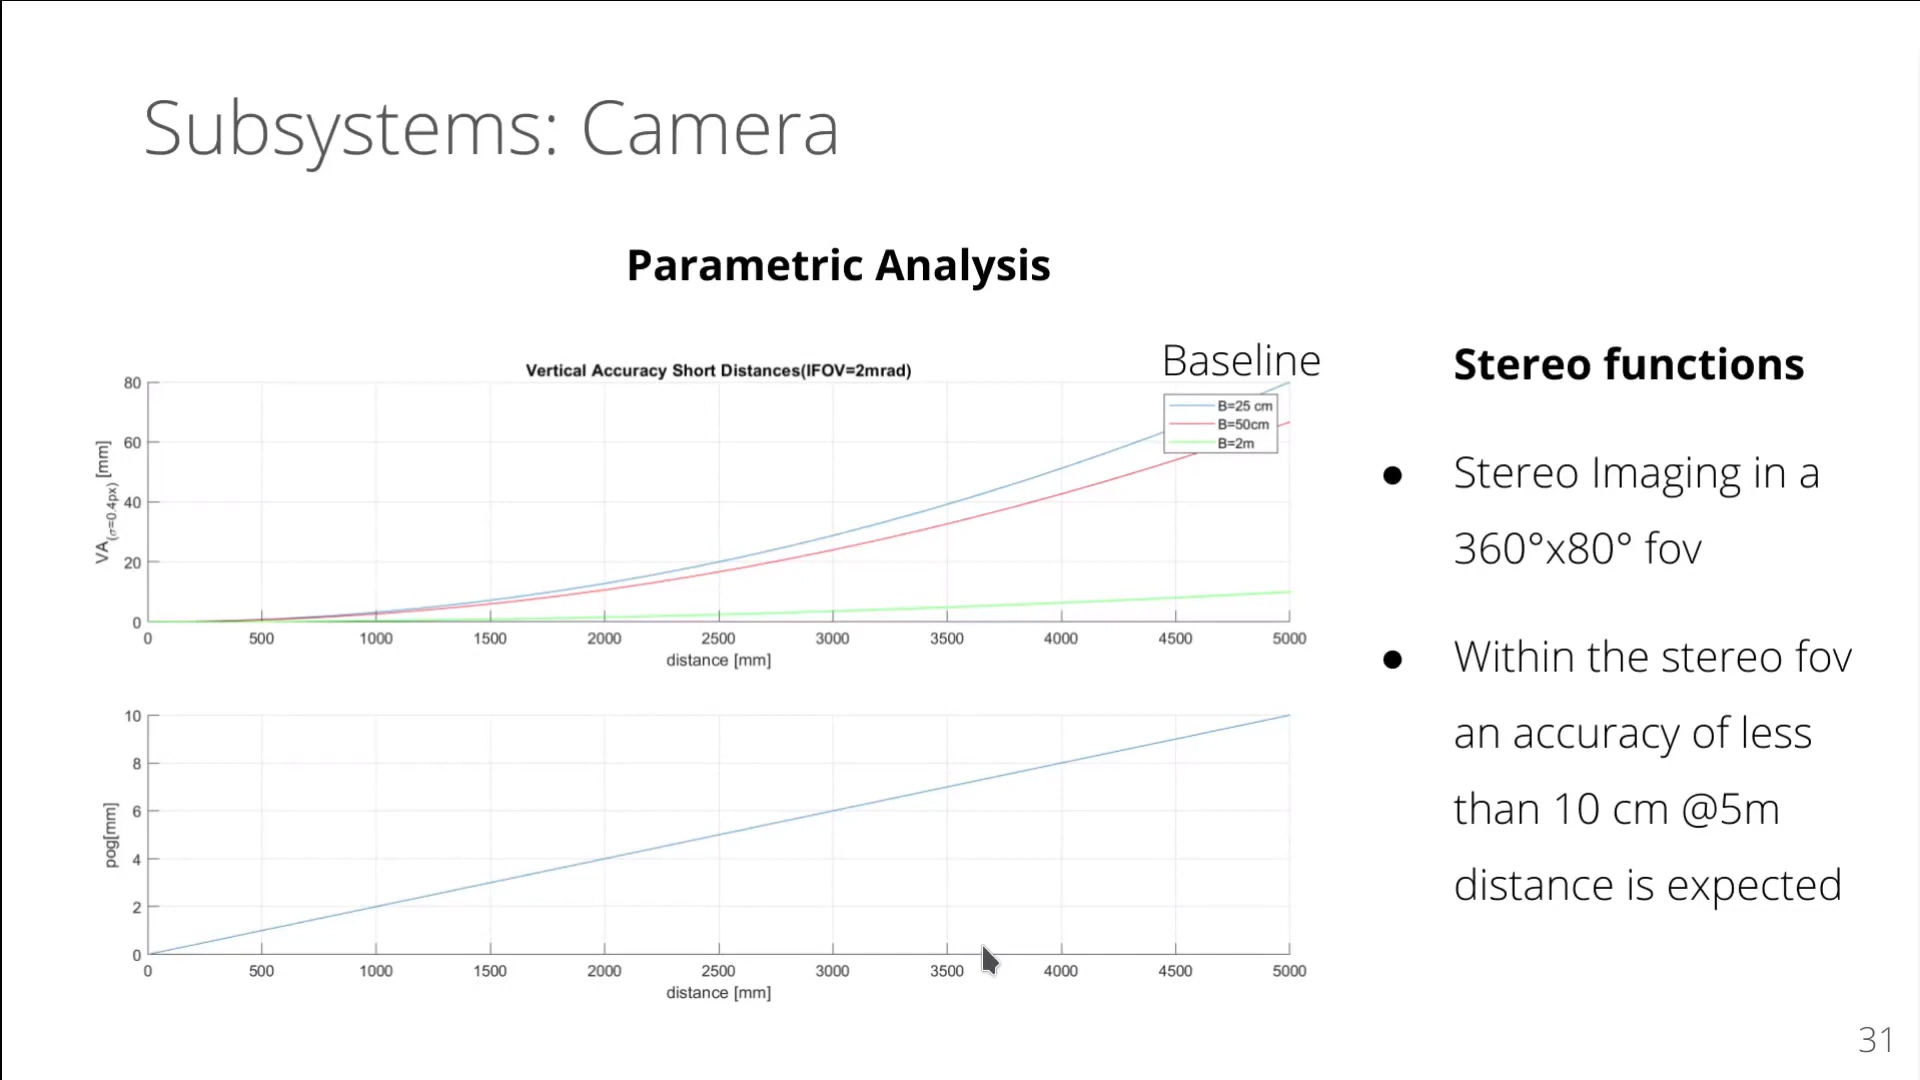 Subsystems: Camera
Parametric Analysis
Baseline
Vertical Accuracy Short Distances(IFOV=2mrad)
B=25 cm
B=50cm
B=2m
80
60
40
20
0
VA(σ=0.4px) [mm]
0 500 1000 1500 2000 2500 3000 3500 4000 4500 5000
distance [mm]
10
8
6
4
2
0
pog[mm]
0 500 1000 1500 2000 2500 3000 3500 4000 4500 5000
distance [mm]
Stereo functions
● Stereo Imaging in a
360°x80° fov
● Within the stereo fov
an accuracy of less
than 10 cm @5m
distance is expected
31